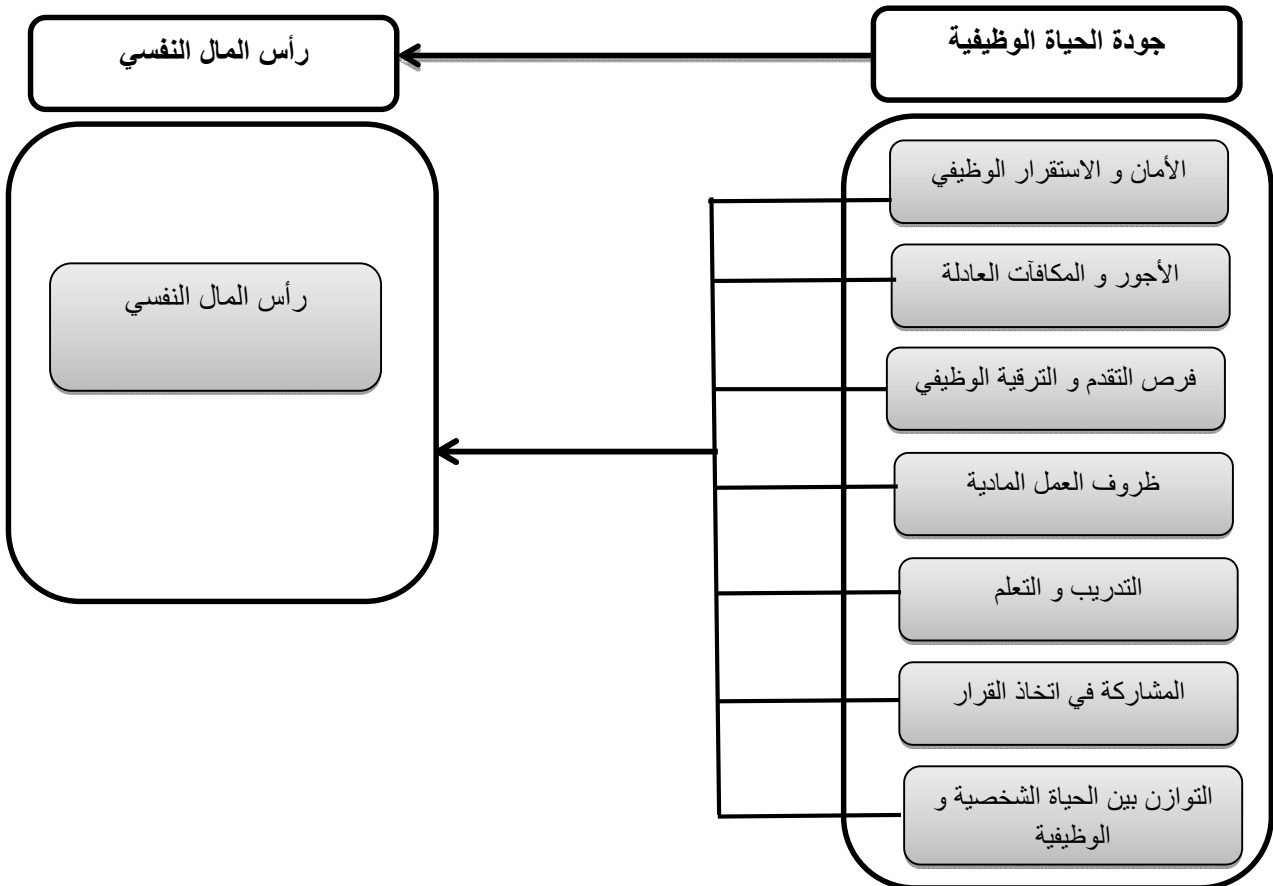 جودة الحياة الوظيفية
رأس المال النفسي
الأمان و الاستقرار الوظيفي
الأجور و المكافآت العادلة
فرص التقدم و الترقية الوظيفي
ظروف العمل المادية
التدريب و التعلم
المشاركة في اتخاذ القرار
التوازن بين الحياة الشخصية و
الوظيفية
رأس المال النفسي